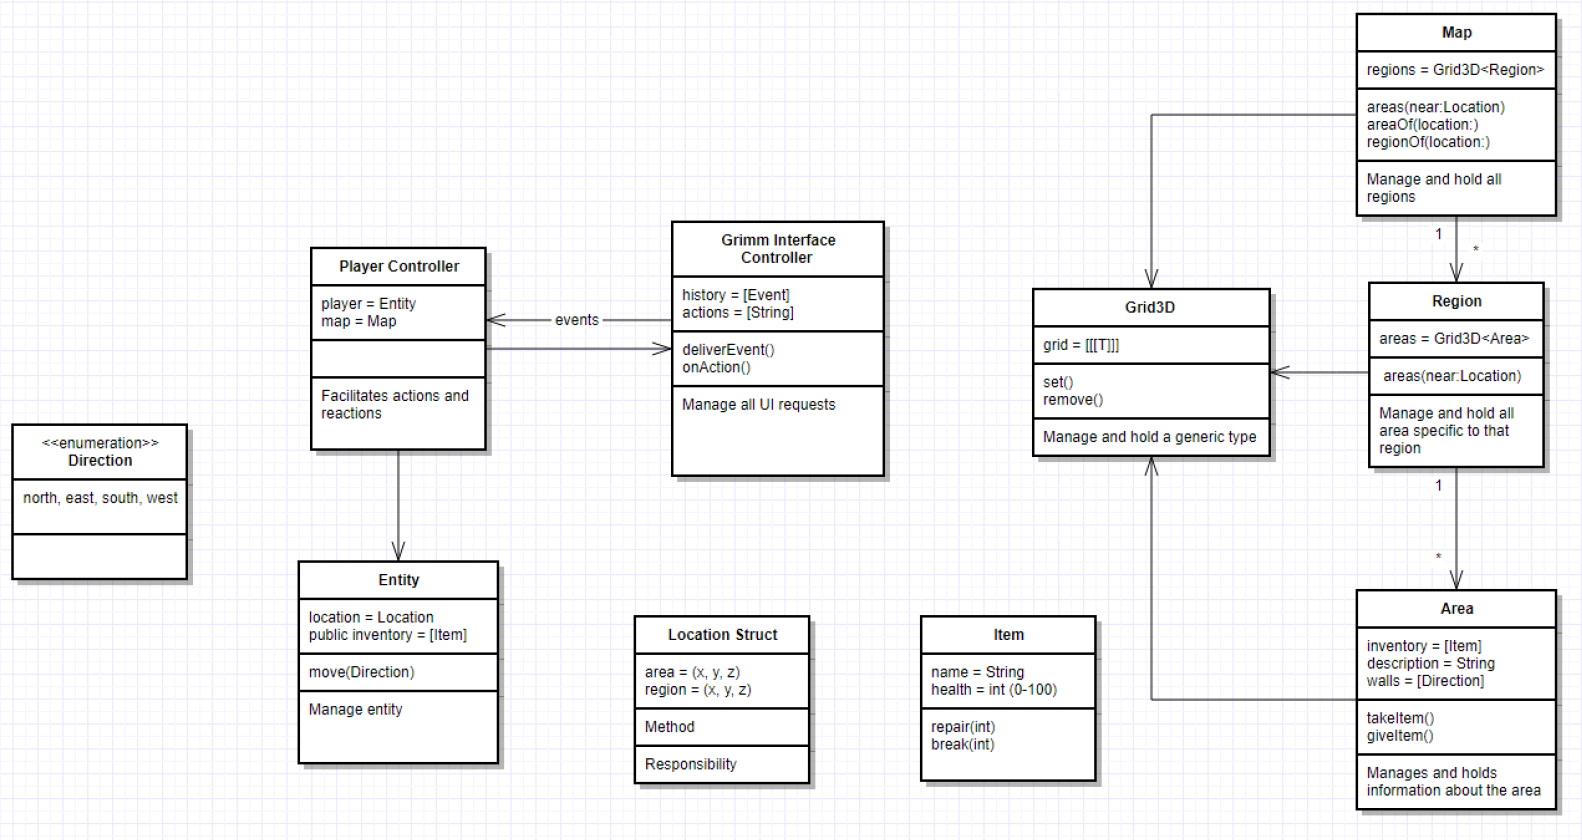 Map
regions = Grid3D<Region>
areas(near:Location)
areaOf(location:)
regionOf(location:)
Manage and hold all
regions
1
*
Grimm Interface
Controller
history = [Event]
actions = [String]
deliverEvent()
onAction()
Manage all UI requests
Player Controller
player = Entity
map = Map
Facilitates actions and
reactions
events
Grid3D
grid = [[[T]]]
set()
remove()
Manage and hold a generic type
Region
areas = Grid3D<Area>
areas(near:Location)
Manage and hold all
area specific to that
region
1
*
<<enumeration>>
Direction
north, east, south, west
Entity
location = Location
public inventory = [Item]
move(Direction)
Manage entity
Location Struct
area = (x, y, z)
region = (x, y, z)
Method
Responsibility
Item
name = String
health = int (0-100)
repair(int)
break(int)
Area
inventory = [Item]
description = String
walls = [Direction]
takeItem()
giveItem()
Manages and holds
information about the area